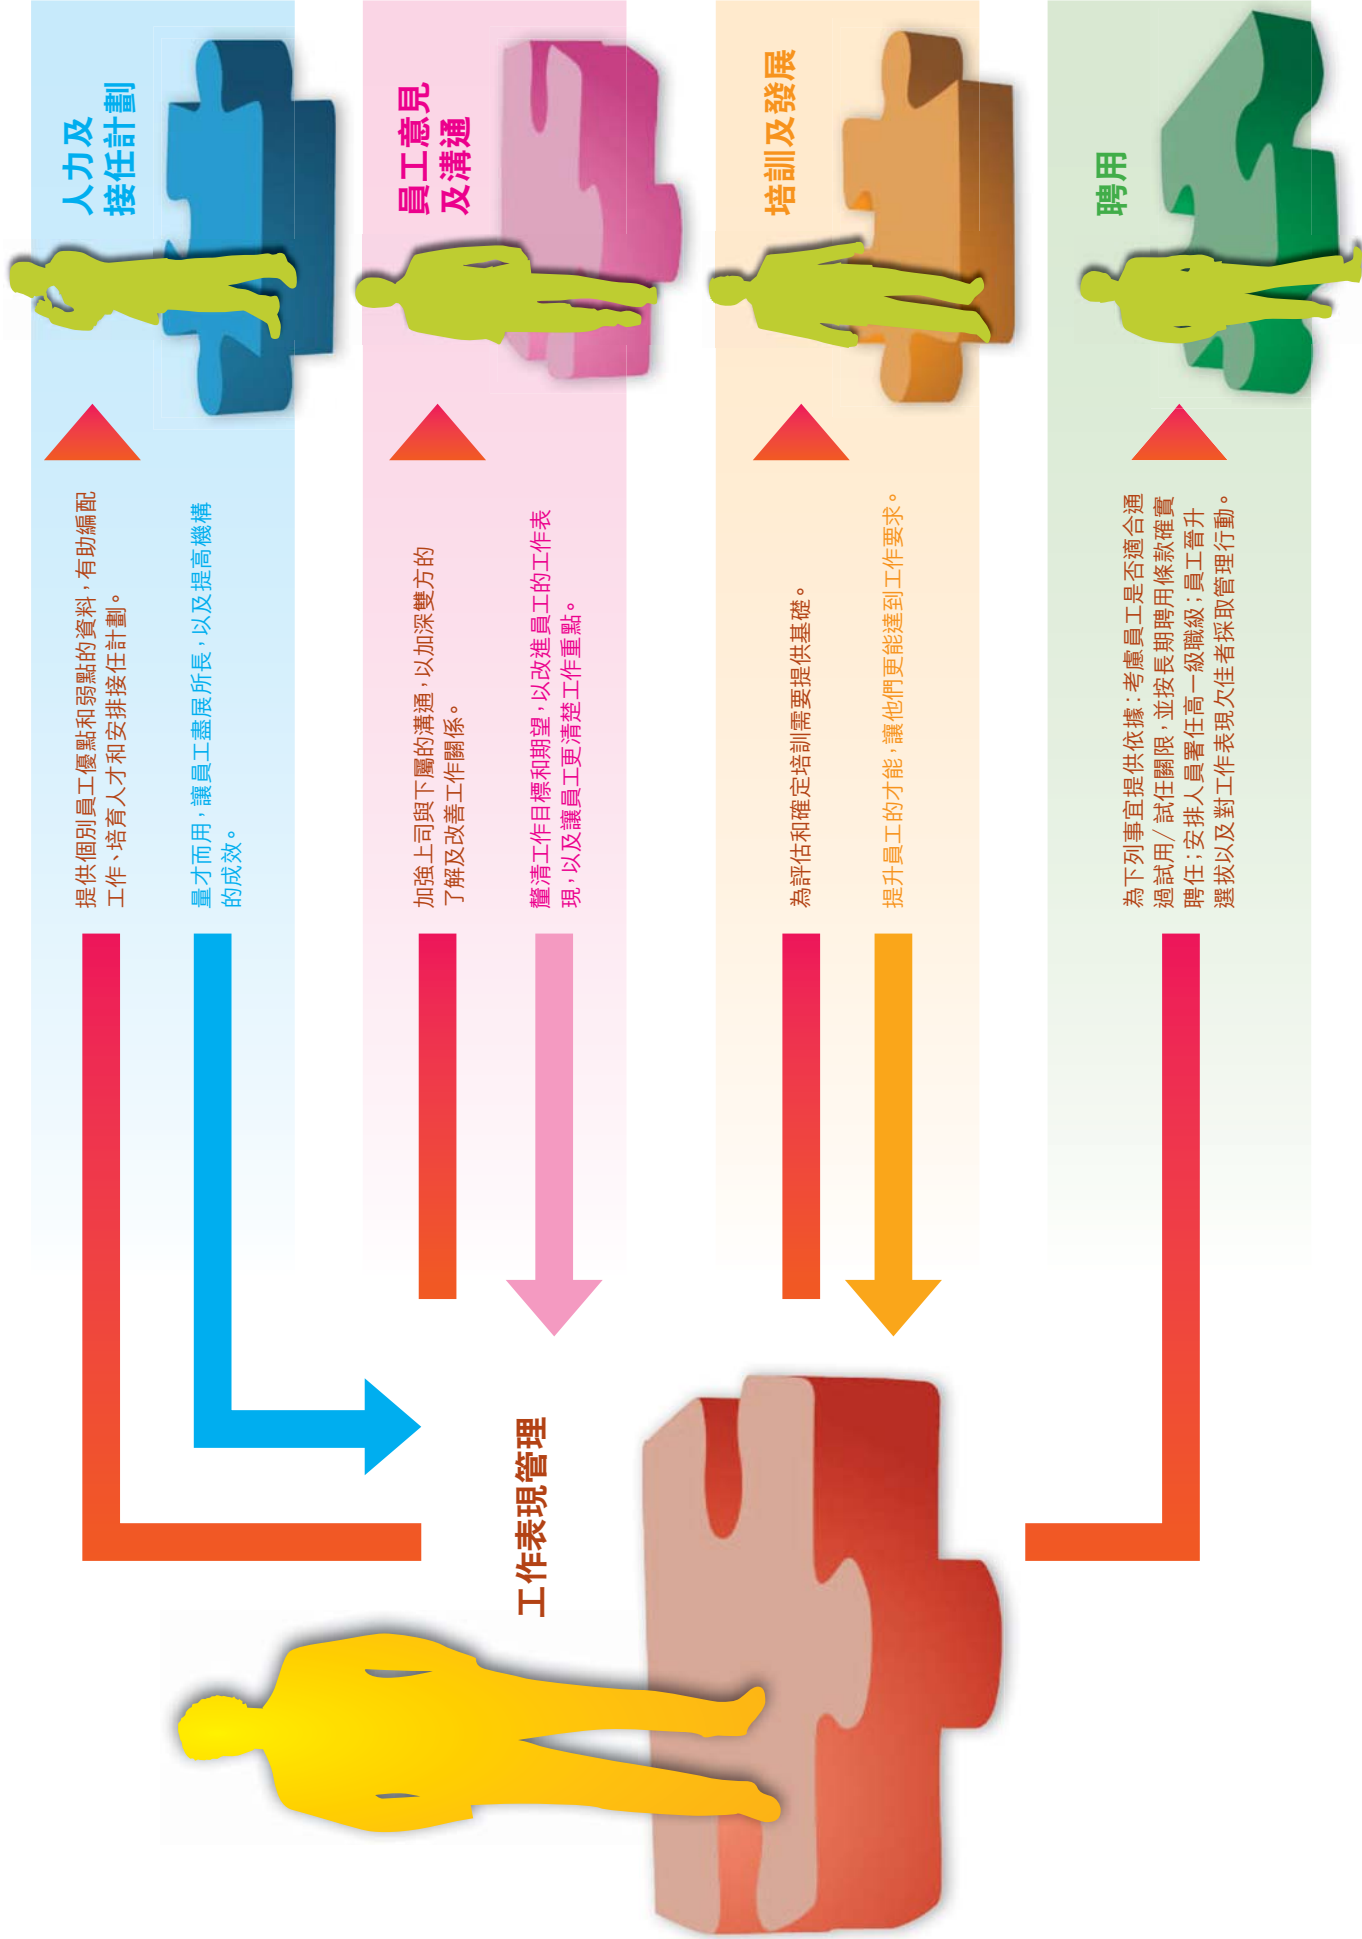 人力及
接任計劃
提供個別員工優點和弱點的資料，有助編配
工作、培育人才和安排接任計劃。
量才而用，讓員工盡展所長，以及提高機構
的成效。
員工意見
及溝通
加強上司與下屬的溝通，以加深雙方的
了解及改善工作關係。
釐清工作目標和期望，以改進員工的工作表
現，以及讓員工更清楚工作重點。
培訓及發展
為評估和確定培訓需要提供基礎。
提升員工的才能，讓他們更能達到工作要求。
聘用
為下列事宜提供依據：考慮員工是否適合通
過試用/試任關限，並按長期聘用條款確實
聘任；安排人員署任高一級職級；員工晉升
選拔以及對工作表現欠佳者採取管理行動。
工作表現管理